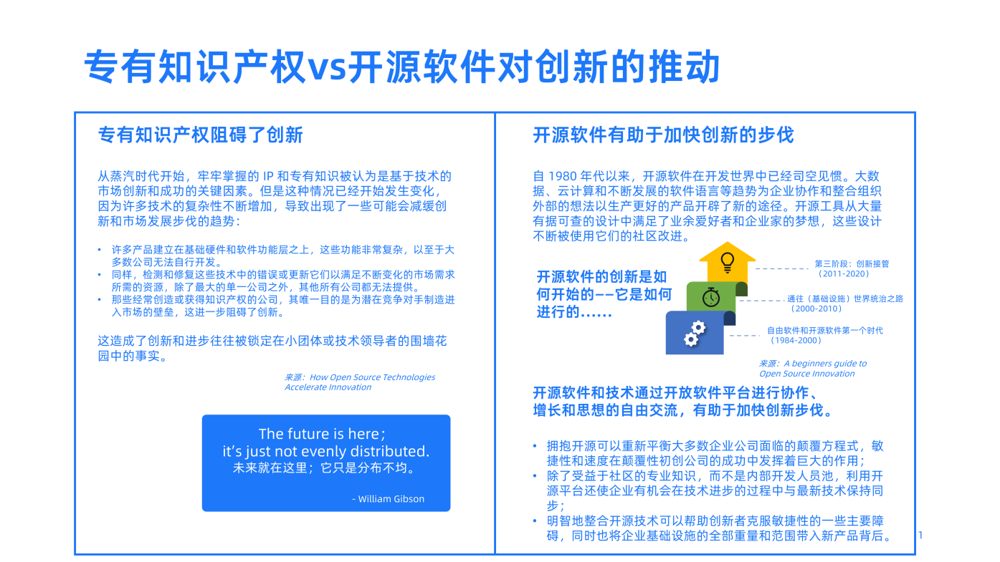 专有知识产权vs开源软件对创新的推动
专有知识产权阻碍了创新
从蒸汽时代开始，牢牢掌握的 IP 和专有知识被认为是基于技术的
市场创新和成功的关键因素。但是这种情况已经开始发生变化，
因为许多技术的复杂性不断增加，导致出现了一些可能会减缓创
新和市场发展步伐的趋势：
• 许多产品建立在基础硬件和软件功能层之上，这些功能非常复杂，以至于大
多数公司无法自行开发。
• 同样，检测和修复这些技术中的错误或更新它们以满足不断变化的市场需求
所需的资源，除了最大的单一公司之外，其他所有公司都无法提供。
• 那些经常创造或获得知识产权的公司，其唯一目的是为潜在竞争对手制造进
入市场的壁垒，这进一步阻碍了创新。
这造成了创新和进步往往被锁定在小团体或技术领导者的围墙花
园中的事实。
来源：How Open Source Technologies
Accelerate Innovation
The future is here；
it’s just not evenly distributed.
未来就在这里；它只是分布不均。
- William Gibson
开源软件有助于加快创新的步伐
自 1980 年代以来，开源软件在开发世界中已经司空见惯。大数
据、云计算和不断发展的软件语言等趋势为企业协作和整合组织
外部的想法以生产更好的产品开辟了新的途径。开源工具从大量
有据可查的设计中满足了业余爱好者和企业家的梦想，这些设计
不断被使用它们的社区改进。
开源软件的创新是如
何开始的——它是如何
进行的……
第三阶段：创新接管
（2011-2020）
通往（基础设施）世界统治之路
（2000-2010）
自由软件和开源软件第一个时代
（1984-2000）
来源：A beginners guide to
Open Source Innovation
开源软件和技术通过开放软件平台进行协作、
增长和思想的自由交流，有助于加快创新步伐。
• 拥抱开源可以重新平衡大多数企业公司面临的颠覆方程式，敏
捷性和速度在颠覆性初创公司的成功中发挥着巨大的作用；
• 除了受益于社区的专业知识，而不是内部开发人员池，利用开
源平台还使企业有机会在技术进步的过程中与最新技术保持同
步；
• 明智地整合开源技术可以帮助创新者克服敏捷性的一些主要障
碍，同时也将企业基础设施的全部重量和范围带入新产品背后。
1